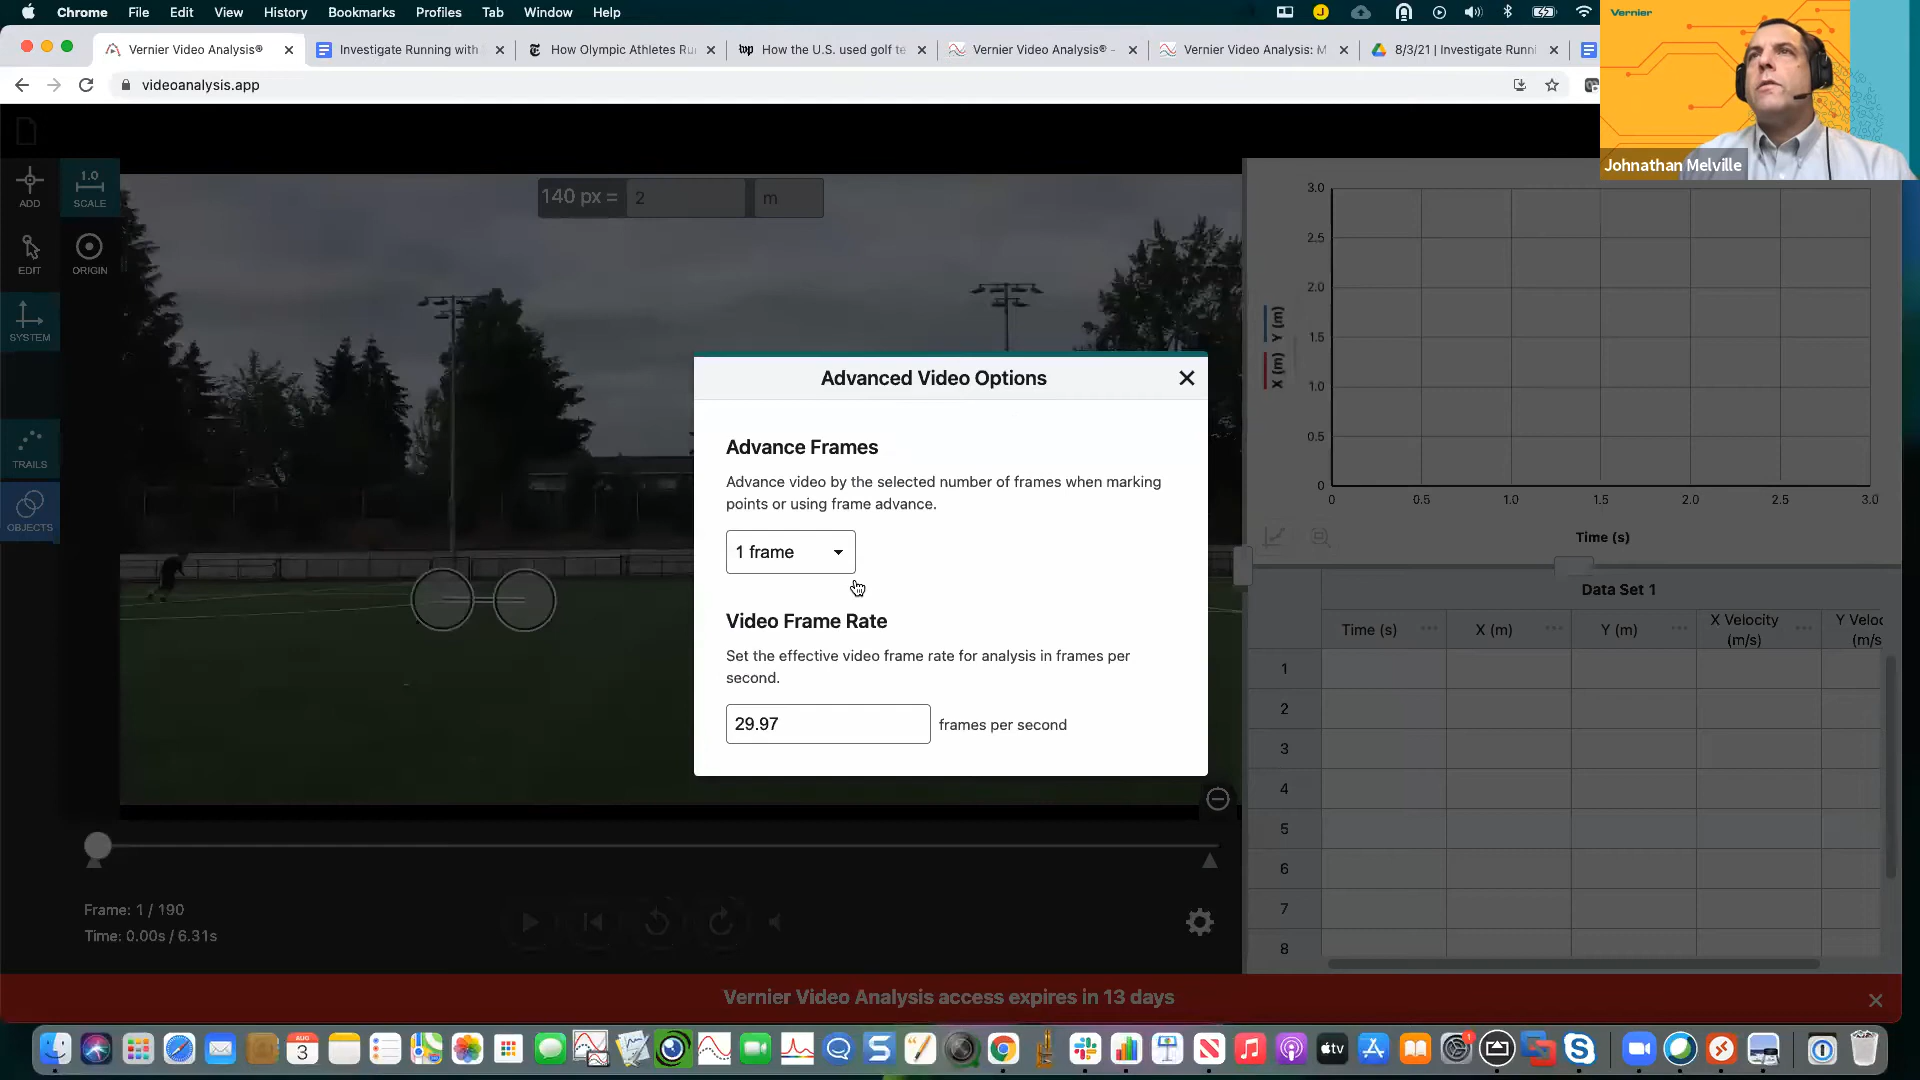 Chrome File Edit View History Bookmarks Profiles Tab Window Help
Vernier
Vernier Video Analysis®
Investigate Running with
How Olympic Athletes Ru
How the U.S. used golf te
Vernier Video Analysis® -
Vernier Video Analysis: M
8/3/21 | Investigate Runni
videoanalysis.app
Johnathan Melville
ADD
1.0
SCALE
EDIT
ORIGIN
SYSTEM
TRAILS
OBJECTS
140 px = 2 m
Advanced Video Options
Advance Frames
Advance video by the selected number of frames when marking
points or using frame advance.
1 frame
Video Frame Rate
Set the effective video frame rate for analysis in frames per
second.
29.97 frames per second
3.0
2.5
2.0
1.5
1.0
0.5
0
Y (m)
X (m)
0 0.5 1.0 1.5 2.0 2.5 3.0
Time (s)
Data Set 1
Time (s) X (m) Y (m) X Velocity (m/s) Y Veloc (m/s
1
2
3
4
5
6
7
8
Frame: 1 / 190
Time: 0.00s / 6.31s
Vernier Video Analysis access expires in 13 days
AUG
3
tv
1